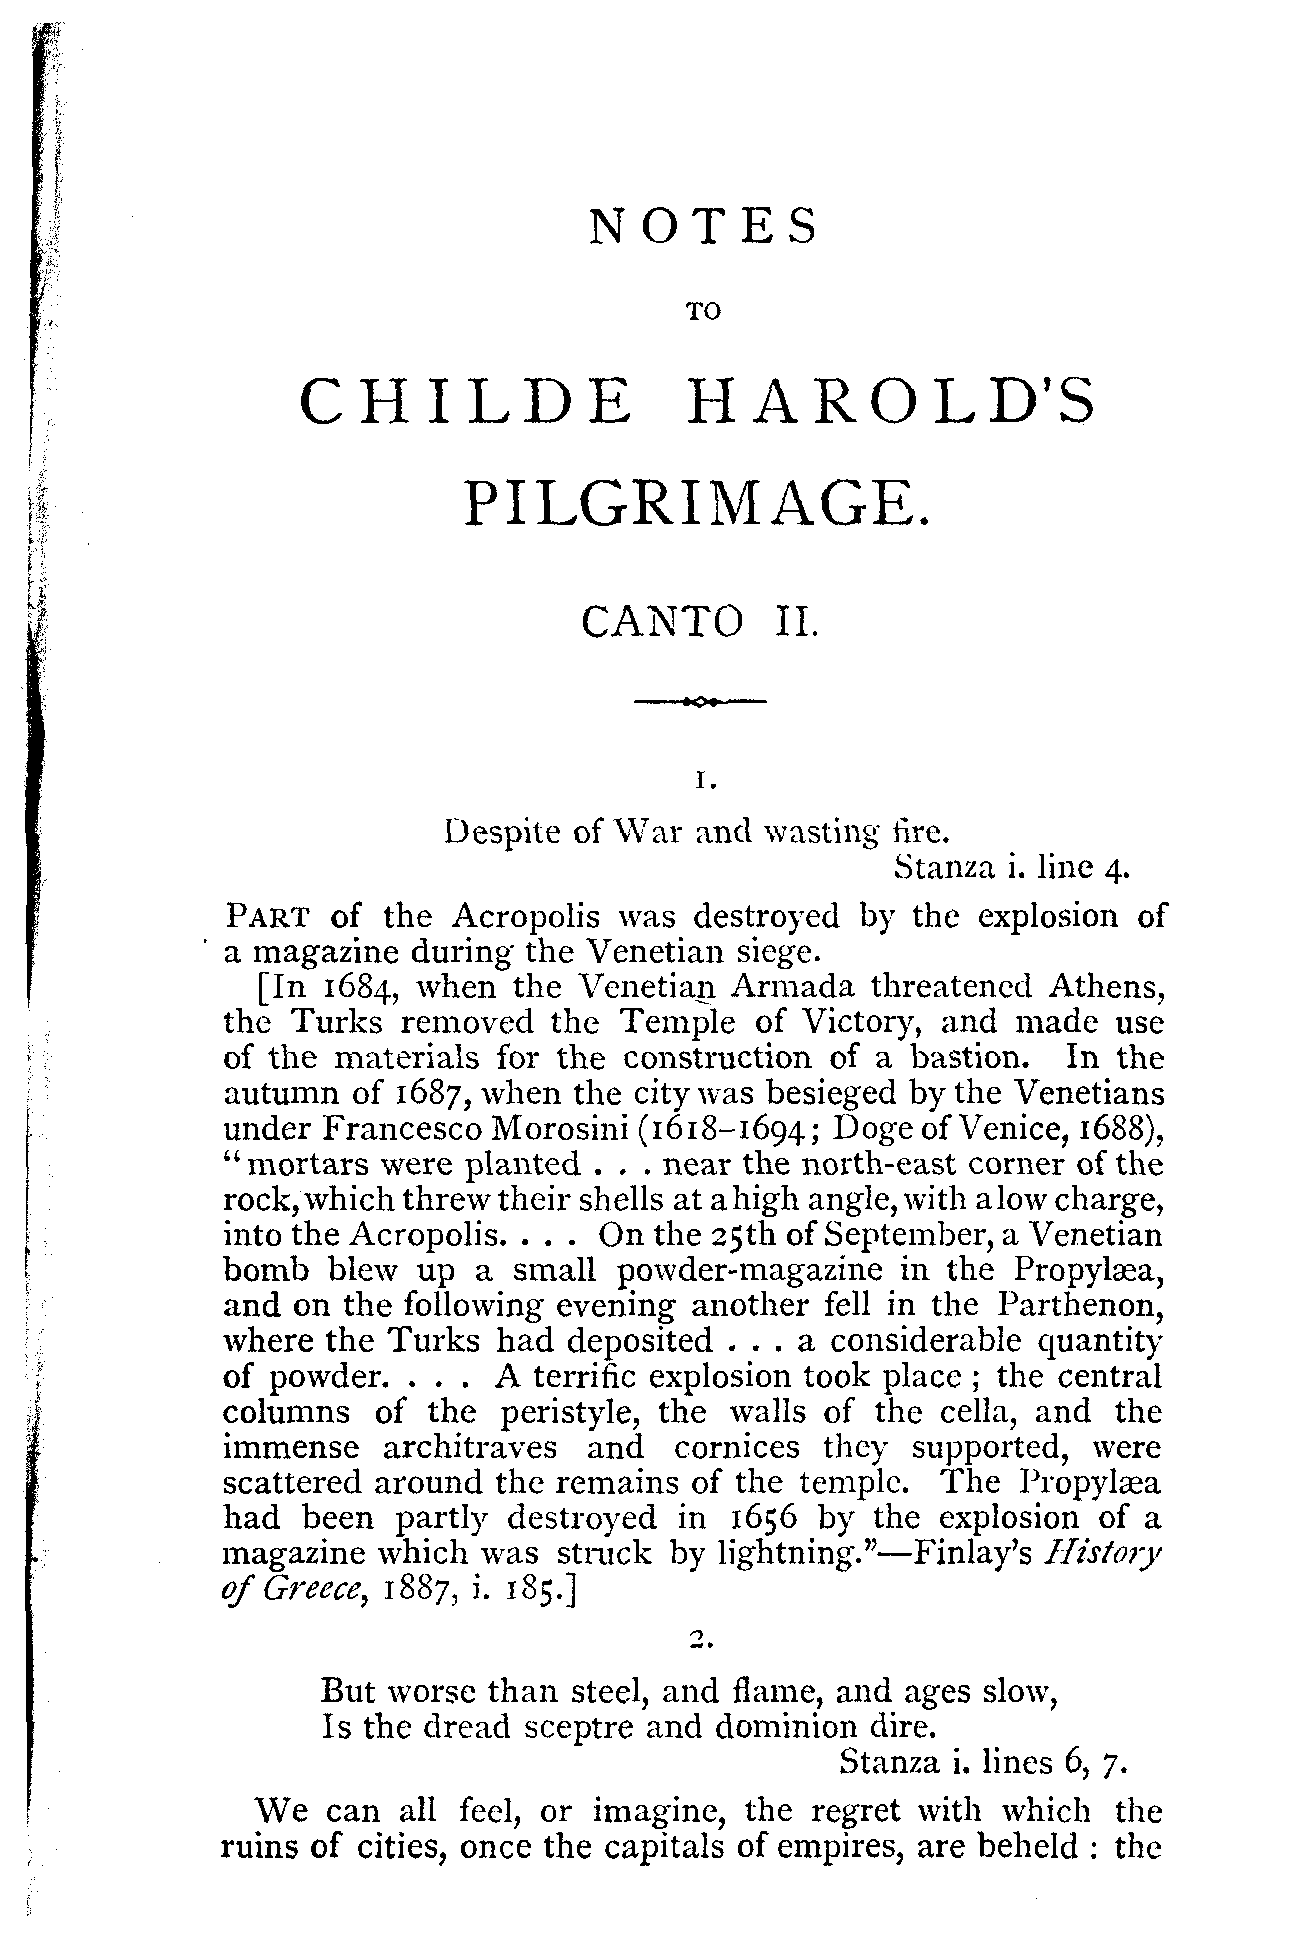 NOTES
TO
CHILDE HAROLD'S
PILGRIMAGE.
CANTO II.
1.
Despite of War and wasting fire.
Stanza i. line 4.
PART of the Acropolis was destroyed by the explosion of
a magazine during the Venetian siege.
[In 1684, when the Venetian Armada threatened Athens,
the Turks removed the Temple of Victory, and made use
of the materials for the construction of a bastion. In the
autumn of 1687, when the city was besieged by the Venetians
under Francesco Morosini (1618–1694; Doge of Venice, 1688),
“mortars were planted . . . near the north-east corner of the
rock, which threw their shells at a high angle, with a low charge,
into the Acropolis. . . . On the 25th of September, a Venetian
bomb blew up a small powder-magazine in the Propylæa,
and on the following evening another fell in the Parthenon,
where the Turks had deposited . . . a considerable quantity
of powder. . . . A terrific explosion took place ; the central
columns of the peristyle, the walls of the cella, and the
immense architraves and cornices they supported, were
scattered around the remains of the temple. The Propylæa
had been partly destroyed in 1656 by the explosion of a
magazine which was struck by lightning.”—Finlay's History
of Greece, 1887, i. 185.]
2.
But worse than steel, and flame, and ages slow,
Is the dread sceptre and dominion dire.
Stanza i. lines 6, 7.
We can all feel, or imagine, the regret with which the
ruins of cities, once the capitals of empires, are beheld : the